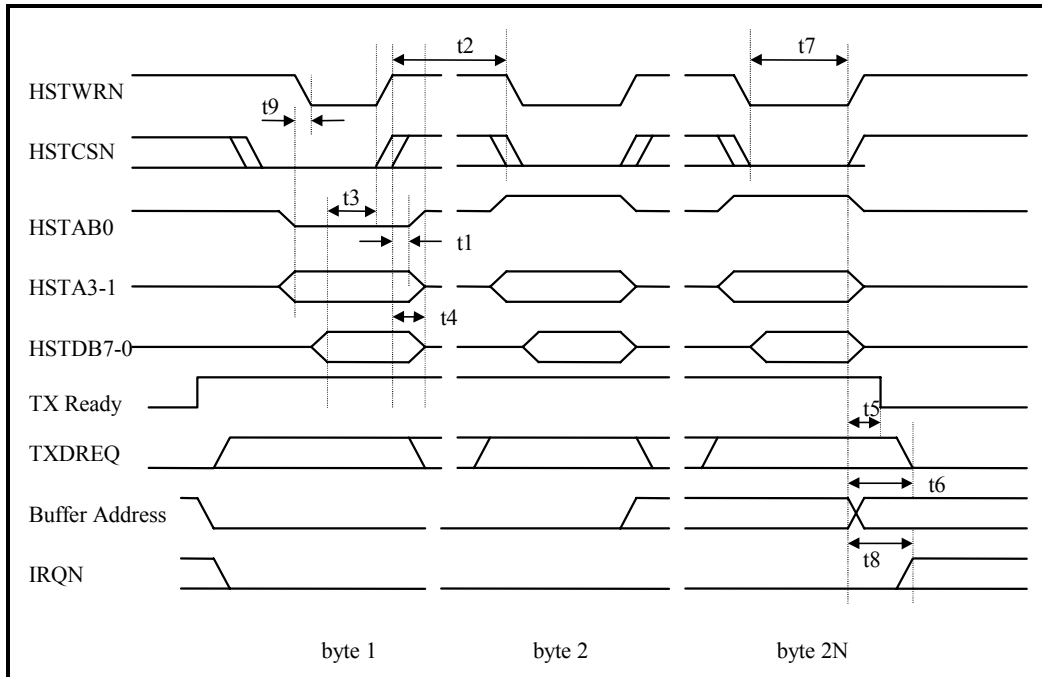 t2
t7
HSTWRN
t9
HSTCSN
t3
HSTAB0
t1
HSTA3-1
t4
HSTDB7-0
TX Ready
t5
TXDREQ
t6
Buffer Address
t8
IRQN
byte 1
byte 2
byte 2N